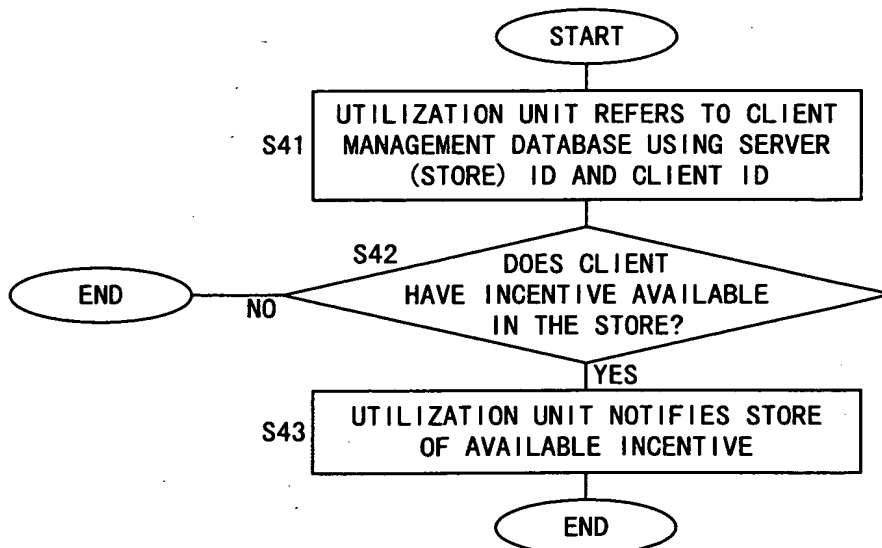 START
S41
UTILIZATION UNIT REFERS TO CLIENT
MANAGEMENT DATABASE USING SERVER
(STORE) ID AND CLIENT ID
S42
DOES CLIENT
HAVE INCENTIVE AVAILABLE
IN THE STORE?
END
NO
YES
S43
UTILIZATION UNIT NOTIFIES STORE
OF AVAILABLE INCENTIVE
END